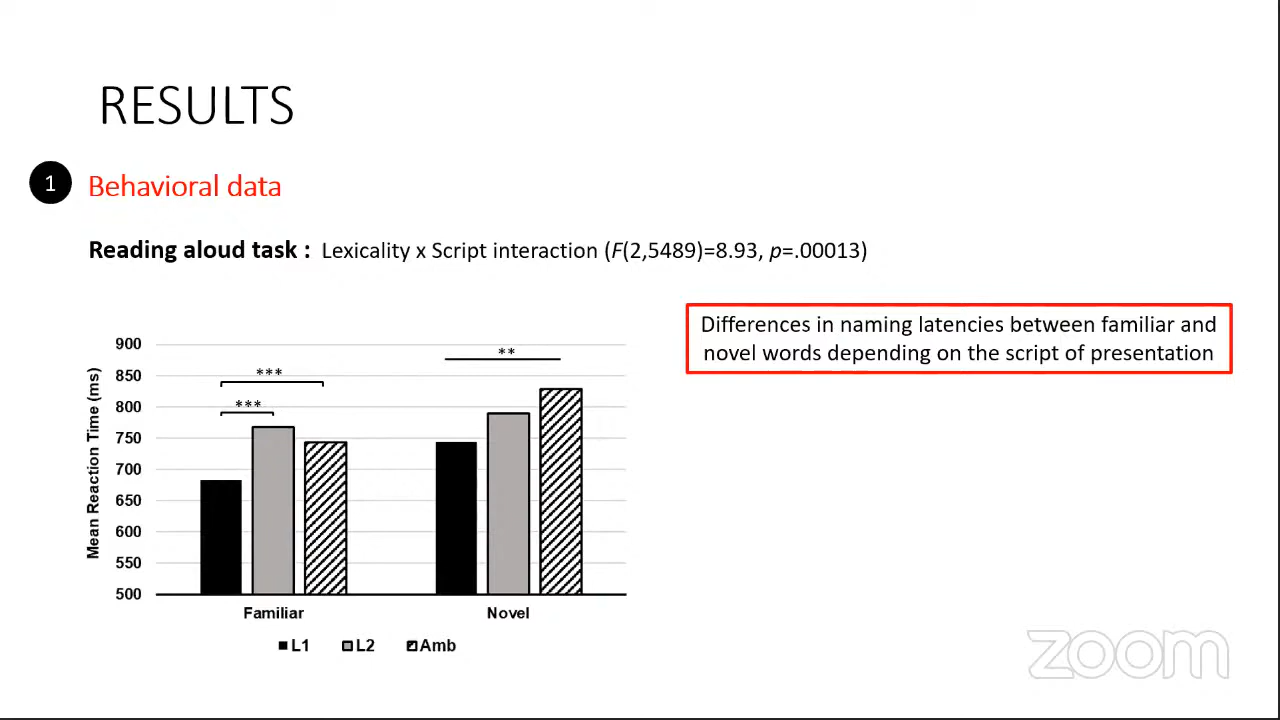 RESULTS
1 Behavioral data
Reading aloud task : Lexicality x Script interaction (F(2,5489)=8.93, p=.00013)
Differences in naming latencies between familiar and
novel words depending on the script of presentation
Mean Reaction Time (ms)
900
850
800
750
700
650
600
550
500
***
***
**
Familiar Novel
L1 L2 Amb
zoom